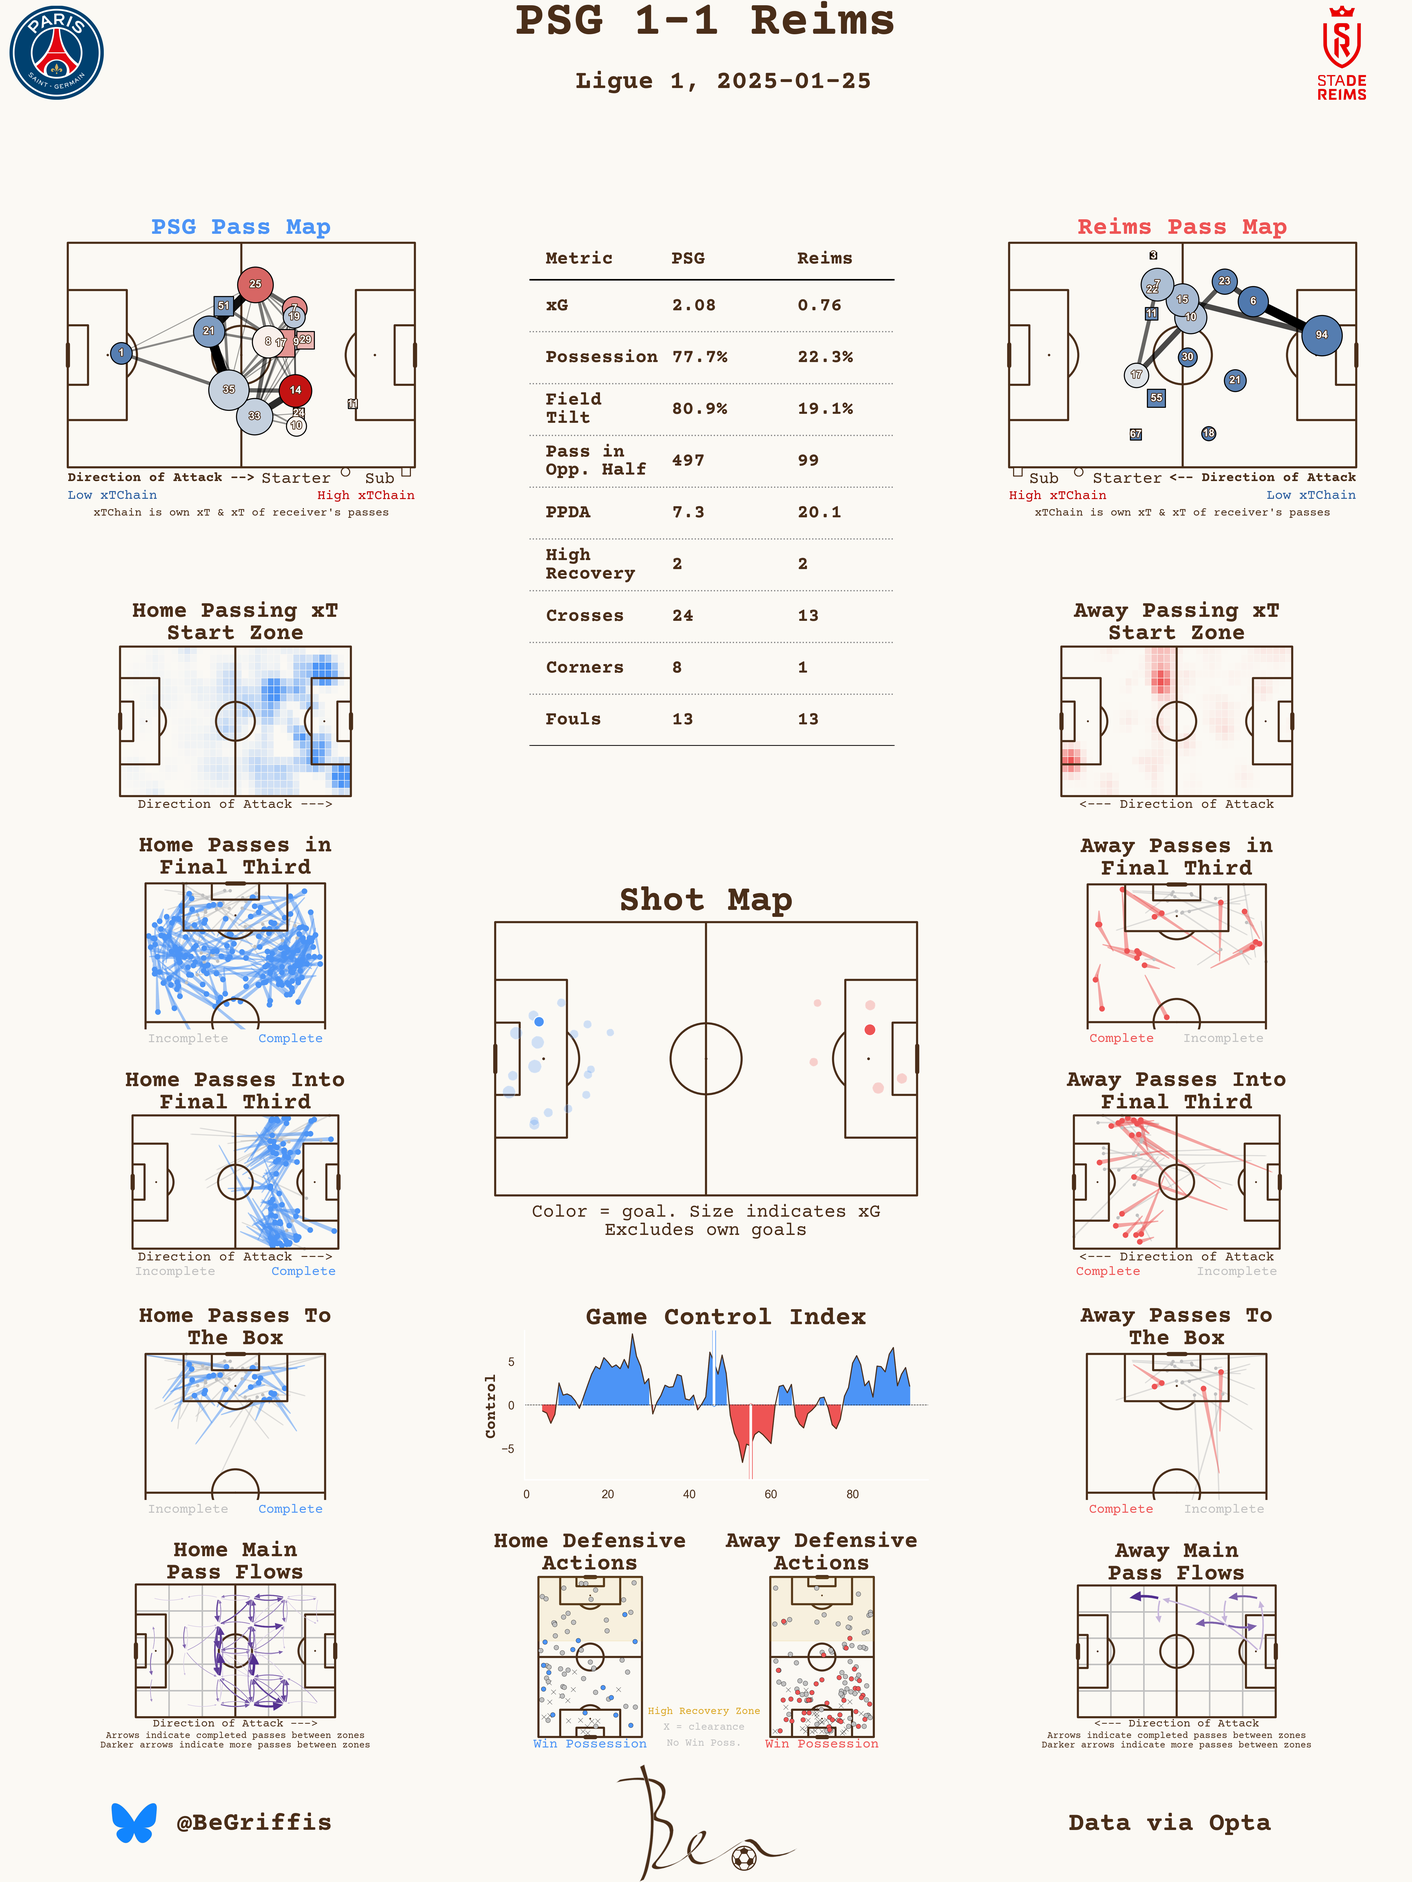 PSG 1-1 Reims
Ligue 1, 2025-01-25
PARIS
SAINT-GERMAIN
STADE
REIMS
PSG Pass Map
1
51
21
25
7
19
8
17
9
29
35
14
33
24
10
11
Direction of Attack --> Starter Sub
Low xTChain High xTChain
xTChain is own xT & xT of receiver's passes
Metric PSG Reims
xG 2.08 0.76
Possession 77.7% 22.3%
Field
Tilt 80.9% 19.1%
Pass in
Opp. Half 497 99
PPDA 7.3 20.1
High
Recovery 2 2
Crosses 24 13
Corners 8 1
Fouls 13 13
Reims Pass Map
3
7
22
15
23
6
11
10
94
30
17
21
55
67
18
Sub Starter <-- Direction of Attack
High xTChain Low xTChain
xTChain is own xT & xT of receiver's passes
Home Passing xT
Start Zone
Direction of Attack --->
Away Passing xT
Start Zone
<--- Direction of Attack
Home Passes in
Final Third
Incomplete Complete
Away Passes in
Final Third
Complete Incomplete
Shot Map
Color = goal. Size indicates xG
Excludes own goals
Home Passes Into
Final Third
Direction of Attack --->
Incomplete Complete
Away Passes Into
Final Third
<--- Direction of Attack
Complete Incomplete
Home Passes To
The Box
Incomplete Complete
Game Control Index
Control
5
0
−5
0 20 40 60 80
Away Passes To
The Box
Complete Incomplete
Home Main
Pass Flows
Direction of Attack --->
Arrows indicate completed passes between zones
Darker arrows indicate more passes between zones
Home Defensive
Actions
Win Possession
High Recovery Zone
X = clearance
No Win Poss.
Away Defensive
Actions
Win Possession
Away Main
Pass Flows
<--- Direction of Attack
Arrows indicate completed passes between zones
Darker arrows indicate more passes between zones
@BeGriffis
Ben
Data via Opta